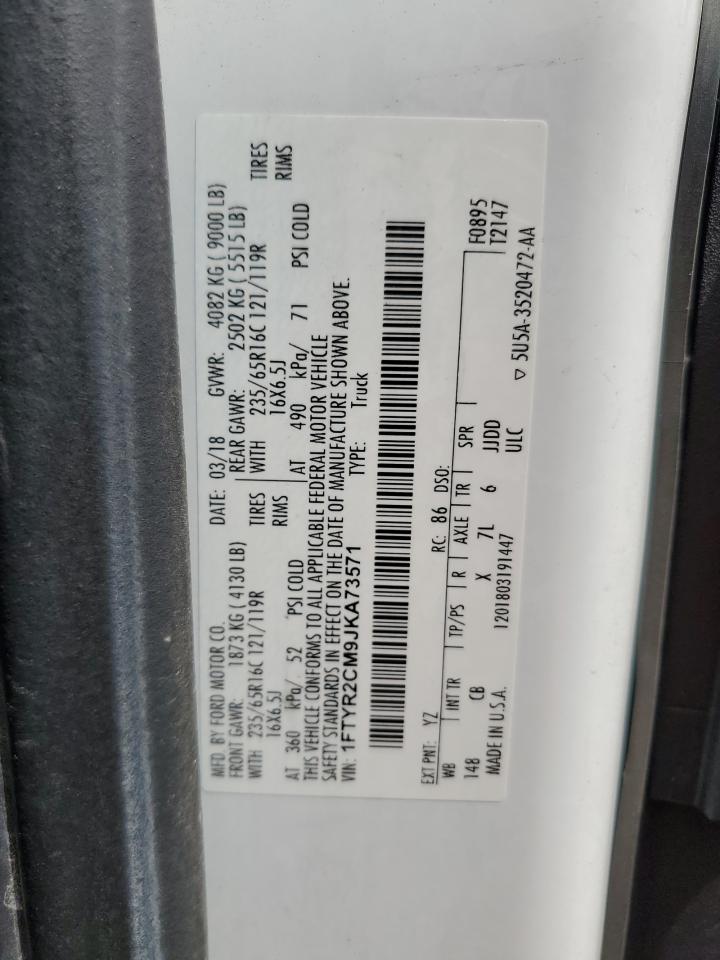 MFD. BY FORD MOTOR CO. DATE: 03/18 GVWR: 4082 KG ( 9000 LB)
FRONT GAWR: 1873 KG ( 4130 LB) REAR GAWR: 2502 KG ( 5515 LB)
WITH 235/65R16C 121/119R TIRES WITH 235/65R16C 121/119R TIRES
16X6.5J RIMS 16X6.5J RIMS
AT 360 kPa/ 52 PSI COLD AT 490 kPa/ 71 PSI COLD
THIS VEHICLE CONFORMS TO ALL APPLICABLE FEDERAL MOTOR VEHICLE
SAFETY STANDARDS IN EFFECT ON THE DATE OF MANUFACTURE SHOWN ABOVE.
VIN: 1FTYR2CM9JKA73571 TYPE: Truck
EXT PNT: YZ RC: 86 DSO:
WB INT TR TP/PS R AXLE TR SPR F0895
148 CB X 7L 6 JJDD T2147
MADE IN U.S.A. 1201803191447 ULC ▽ 5U5A-3520472-AA